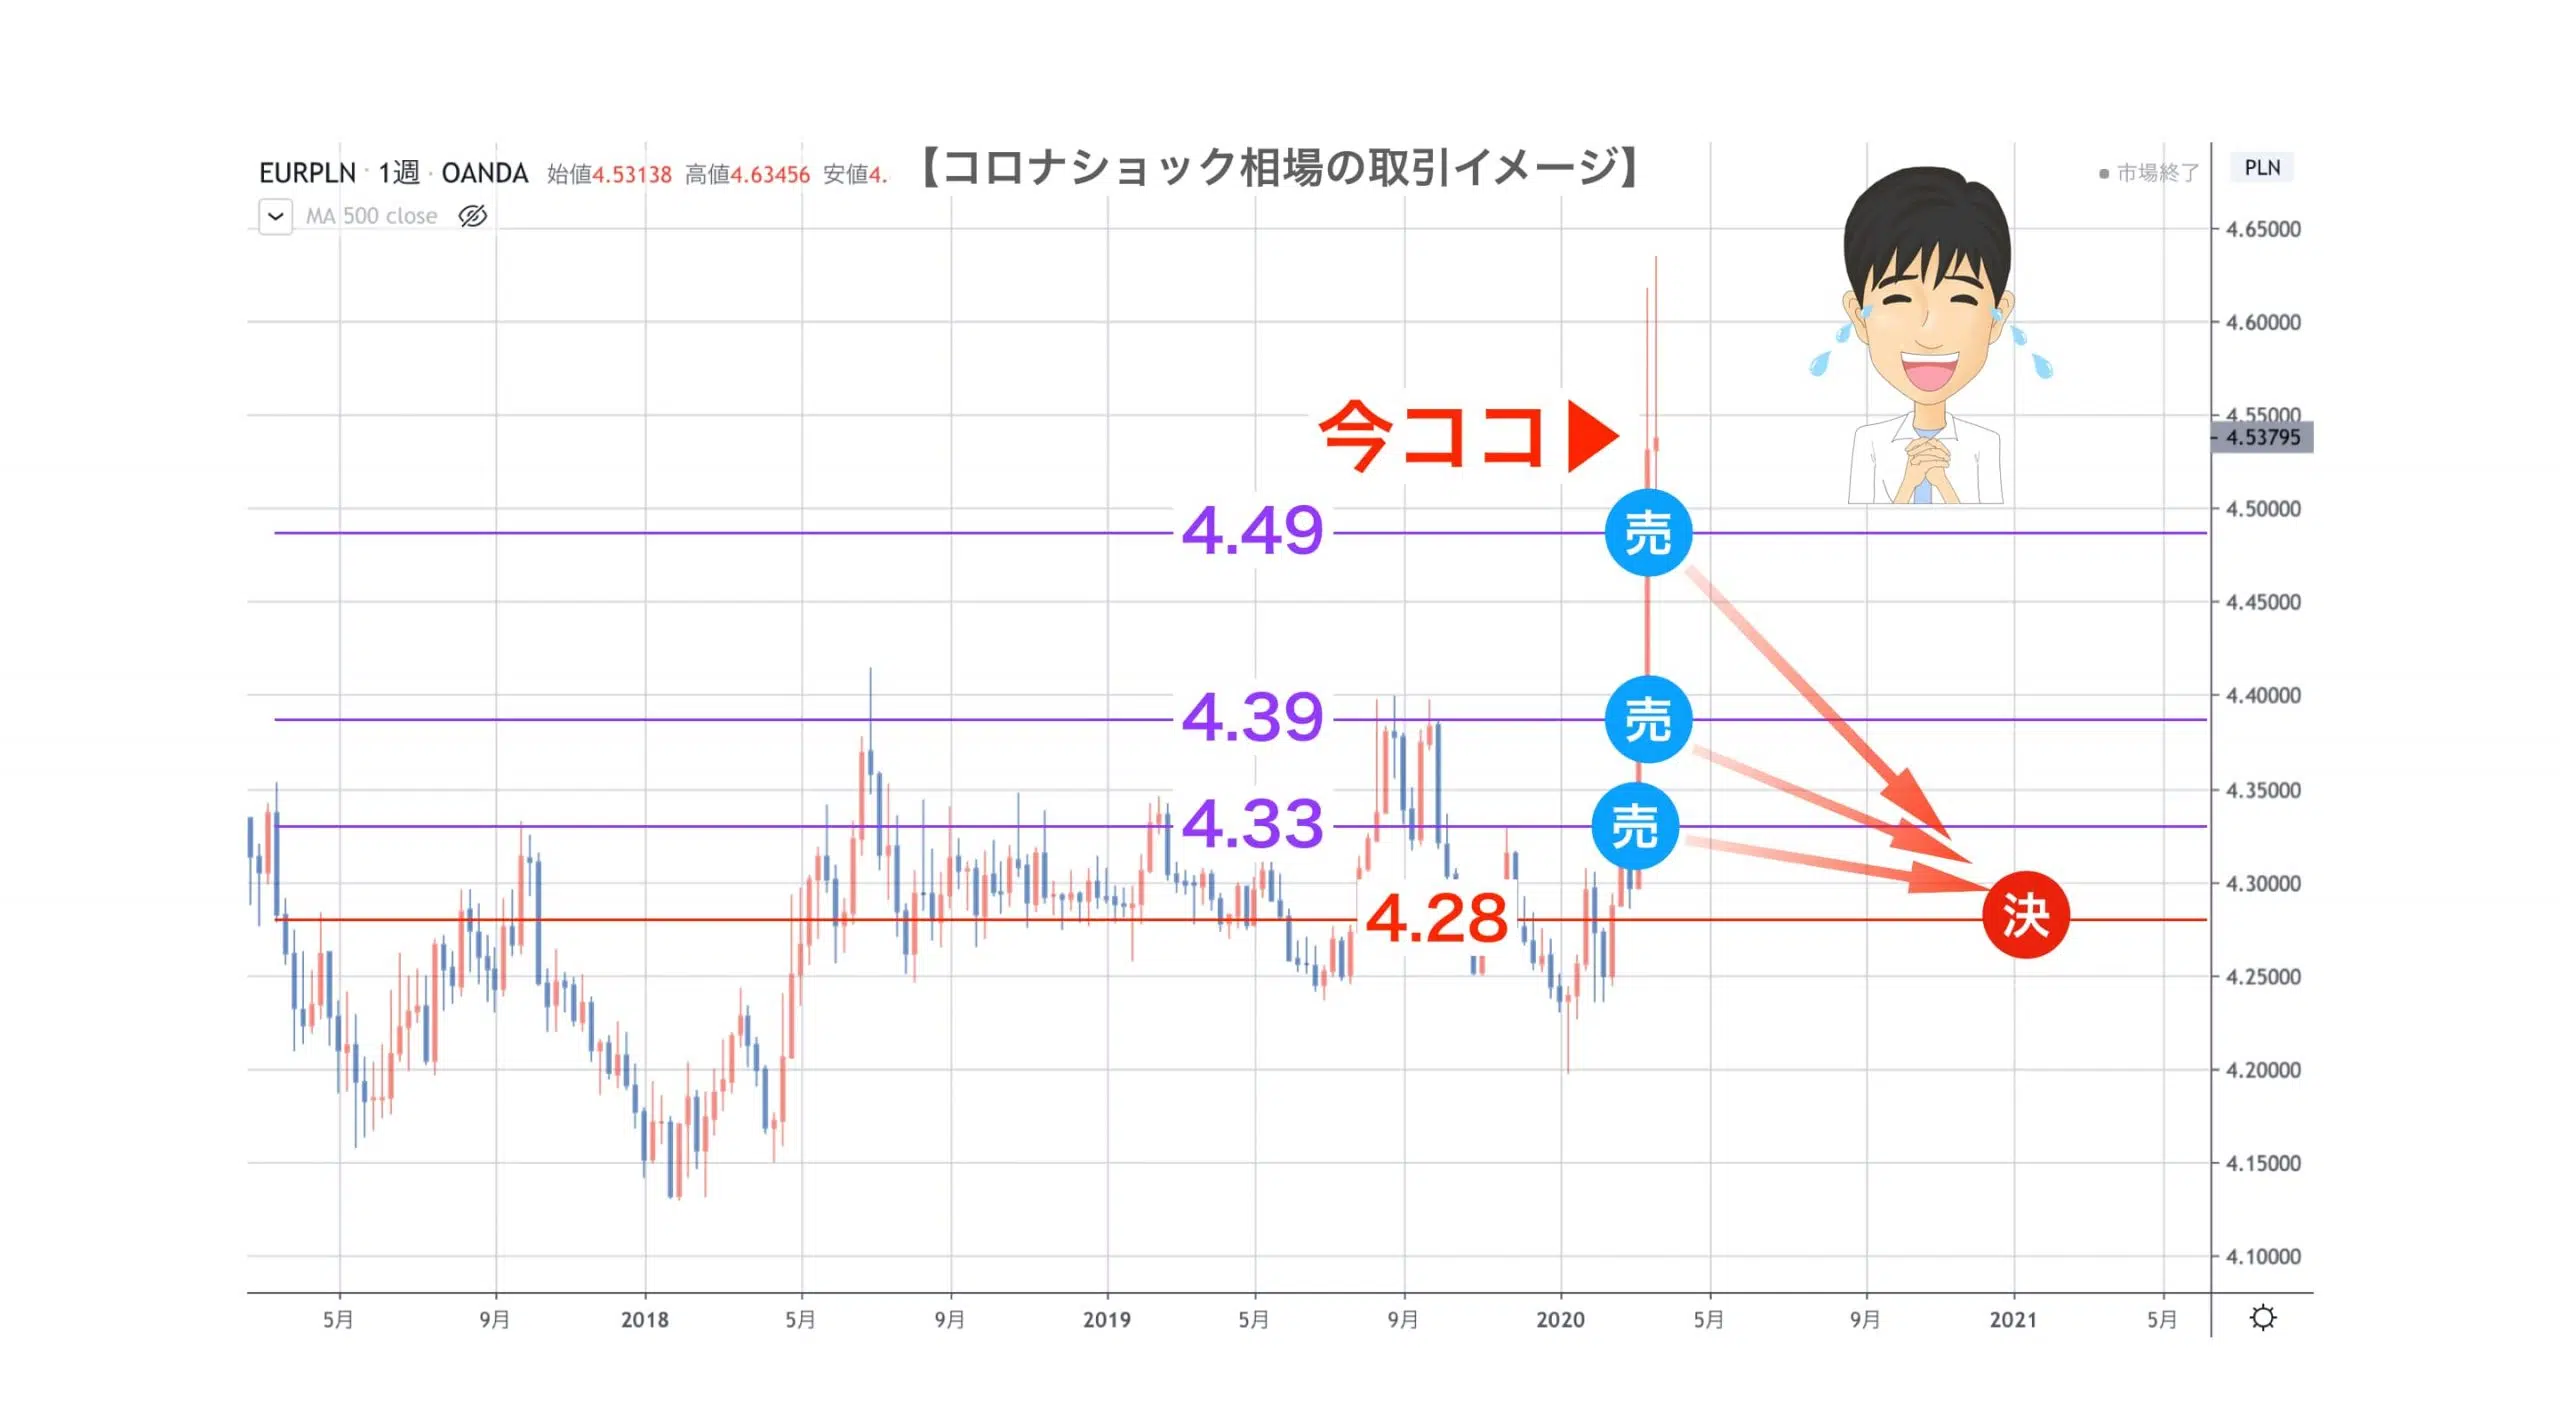 EURPLN · 1週 · OANDA 始値4.53138 高値4.63456 安値4.
【コロナショック相場の取引イメージ】
市場終了
PLN
MA 500 close
4.65000
4.60000
今ココ
4.55000
4.53795
4.50000
4.49
売
4.45000
4.40000
4.39
売
4.35000
4.33
売
4.30000
4.28
決
4.25000
4.20000
4.15000
4.10000
5月 9月 2018 5月 9月 2019 5月 9月 2020 5月 9月 2021 5月